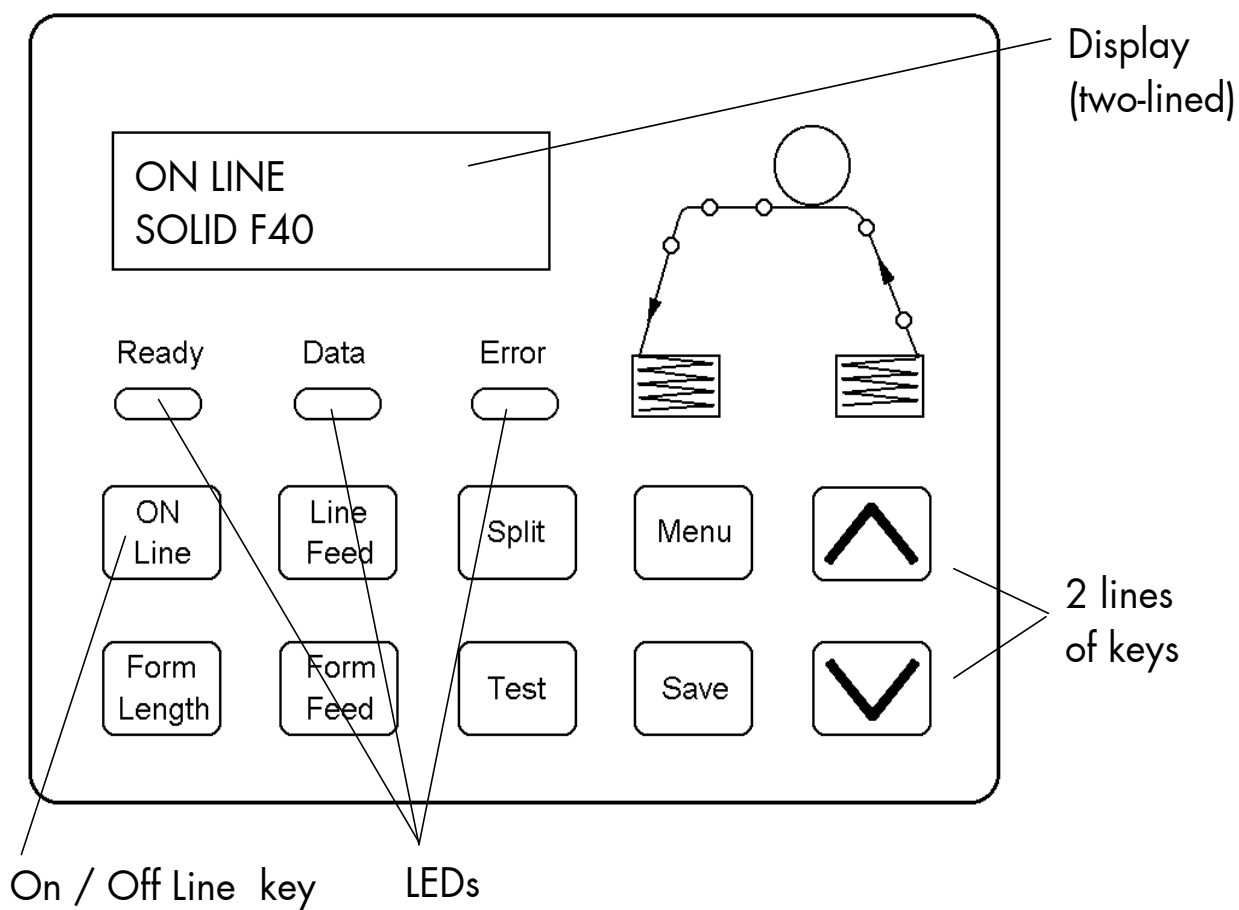 Display
(two-lined)
ON LINE
SOLID F40
Ready Data Error
ON
Line
Line
Feed
Split
Menu
2 lines
of keys
Form
Length
Form
Feed
Test
Save
On / Off Line key
LEDs